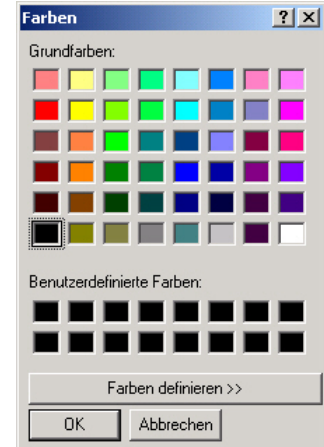 Farben
Grundfarben:
Benutzerdefinierte Farben:
Farben definieren >>
OK
Abbrechen